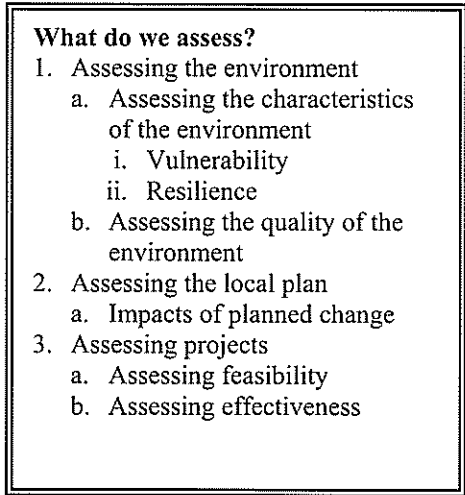 What do we assess?
1. Assessing the environment
a. Assessing the characteristics
of the environment
i. Vulnerability
ii. Resilience
b. Assessing the quality of the
environment
2. Assessing the local plan
a. Impacts of planned change
3. Assessing projects
a. Assessing feasibility
b. Assessing effectiveness